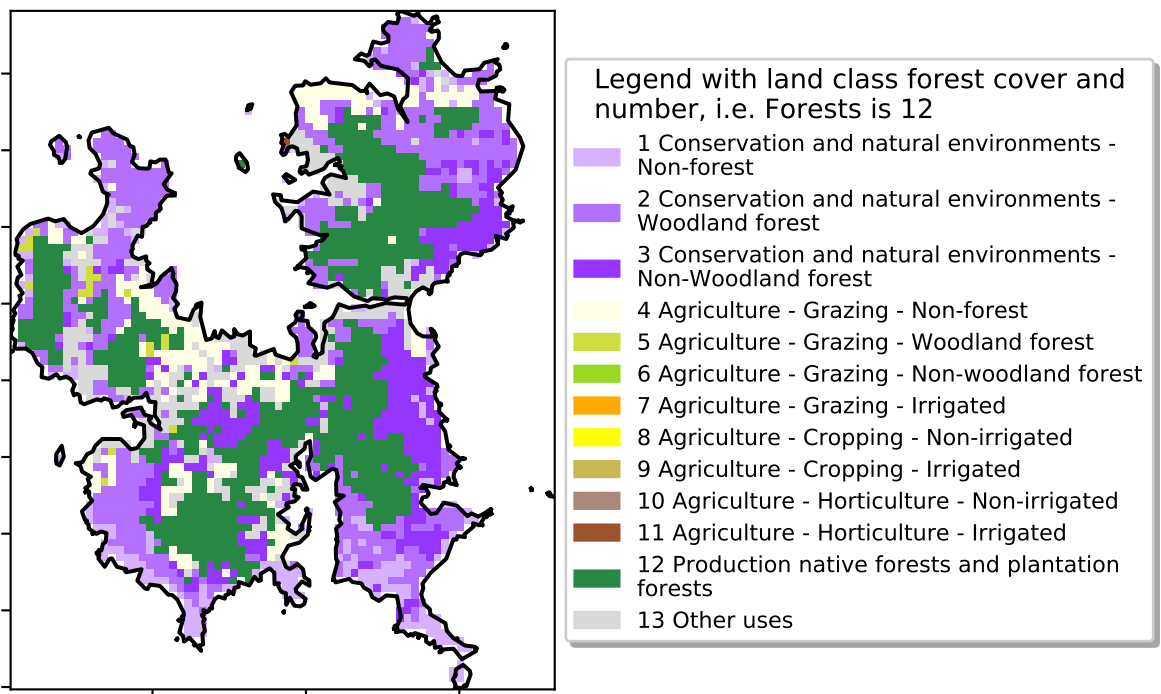 Legend with land class forest cover and
number, i.e. Forests is 12
1 Conservation and natural environments -
Non-forest
2 Conservation and natural environments -
Woodland forest
3 Conservation and natural environments -
Non-Woodland forest
4 Agriculture - Grazing - Non-forest
5 Agriculture - Grazing - Woodland forest
6 Agriculture - Grazing - Non-woodland forest
7 Agriculture - Grazing - Irrigated
8 Agriculture - Cropping - Non-irrigated
9 Agriculture - Cropping - Irrigated
10 Agriculture - Horticulture - Non-irrigated
11 Agriculture - Horticulture - Irrigated
12 Production native forests and plantation
forests
13 Other uses